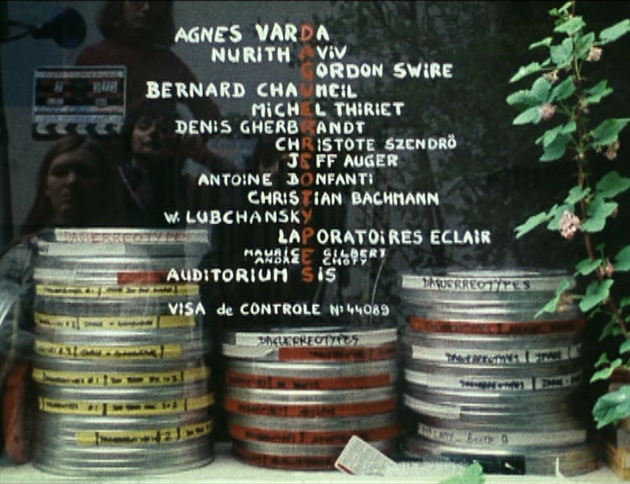 AGNES VARDA
NURITH AVIV
GORDON SWIRE
BERNARD CHAUMEIL
MICHEL THIRIET
DENIS GHERBRANDT
CHRISTOTE SZENDRÖ
JEFF AUGER
ANTOINE BONFANTI
CHRISTIAN BACHMANN
W. LUBCHANSKY
LAPORATOIRES ECLAIR
MAURICE GILBERT
ANDRE CHOTY
AUDITORIUM SIS
VISA de CONTROLE N° 44089
DAGUERREOTYPES
DAGUERREOTYPES
DAGUERREOTYPES